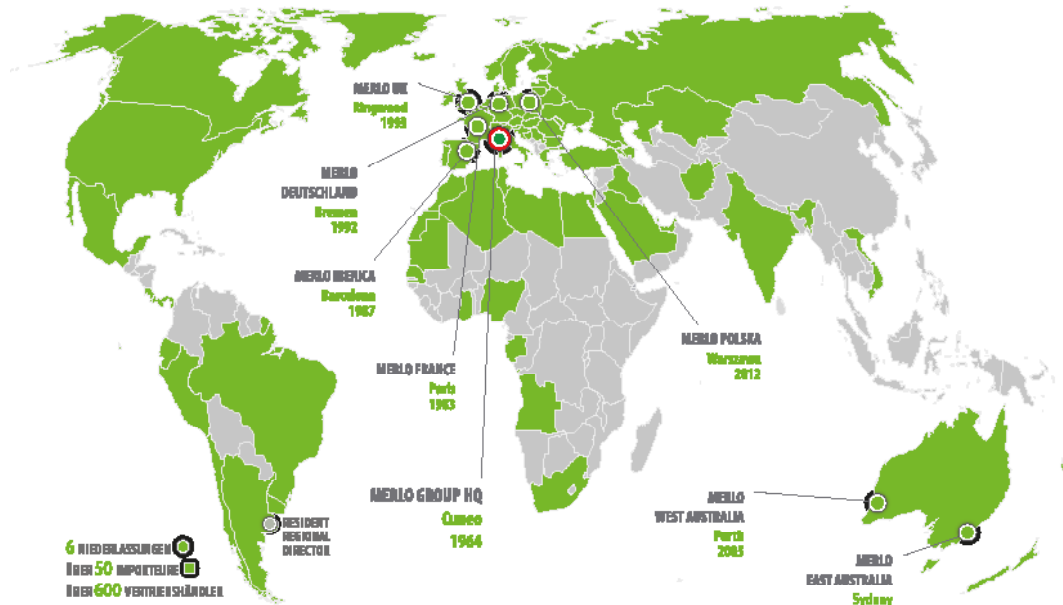 MERLO UK
Ringwood
1993
MERLO
DEUTSCHLAND
Bremen
1992
MERLO IBERICA
Barcelona
1987
MERLO FRANCE
Paris
1983
MERLO GROUP HQ
Cuneo
1964
MERLO POLSKA
Warszawa
2012
MERLO
WEST AUSTRALIA
Perth
2005
MERLO
EAST AUSTRALIA
Sydney
RESIDENT
REGIONAL
DIRECTOR
6 NIEDERLASSUNGEN
ÜBER 50 IMPORTEURE
ÜBER 600 VERTRIEBSHÄNDLER